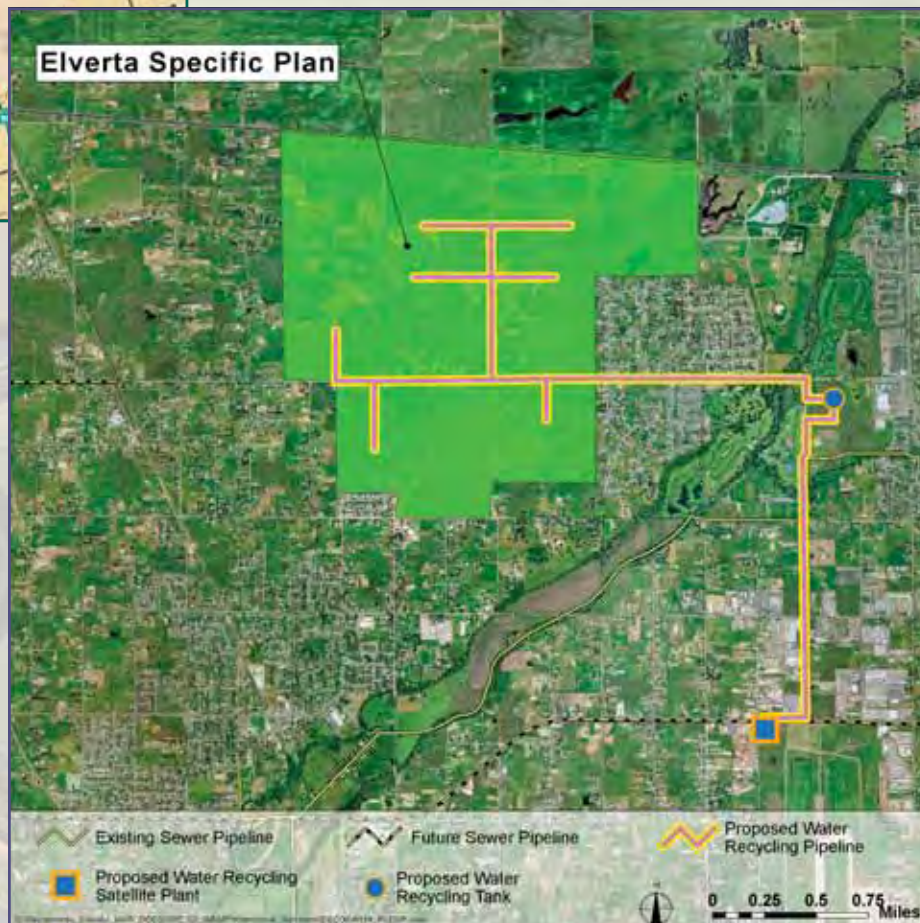 Elverta Specific Plan
Existing Sewer Pipeline
Future Sewer Pipeline
Proposed Water
Recycling Pipeline
Proposed Water Recycling
Satellite Plant
Proposed Water
Recycling Tank
0 0.25 0.5 0.75
Miles